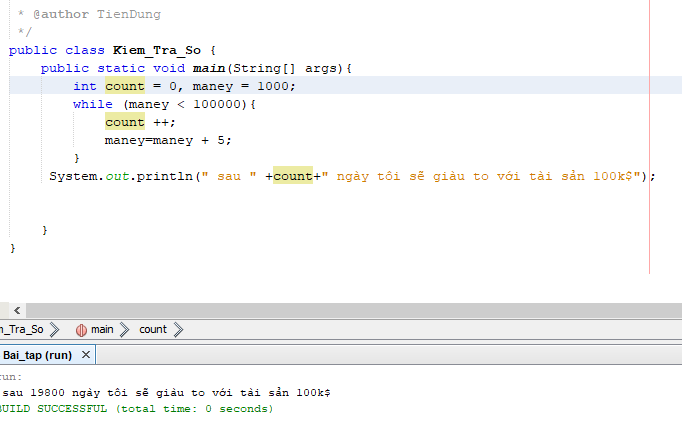 * @author TienDung
*/
public class Kiem_Tra_So {
public static void main(String[] args){
int count = 0, maney = 1000;
while (maney < 100000){
count ++;
maney=maney + 5;
}
System.out.println(" sau " +count+" ngày tôi sẽ giàu to với tài sản 100k$");
}
}
m_Tra_So
main
count
Bai_tap (run)
run:
sau 19800 ngày tôi sẽ giàu to với tài sản 100k$
BUILD SUCCESSFUL (total time: 0 seconds)